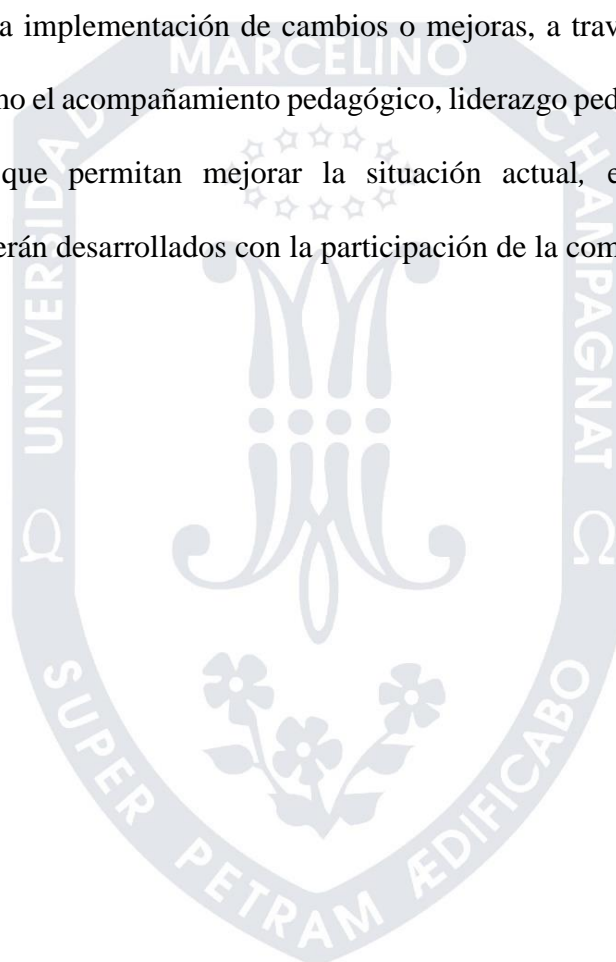 a implementación de cambios o mejoras, a trav
no el acompañamiento pedagógico, liderazgo ped
que permitan mejorar la situación actual, e
erán desarrollados con la participación de la com
UNIVERSIDAD
MARCELINO
CHAMPAGNAT
Ω
Ω
SUPER PETRAM ÆDIFICABO